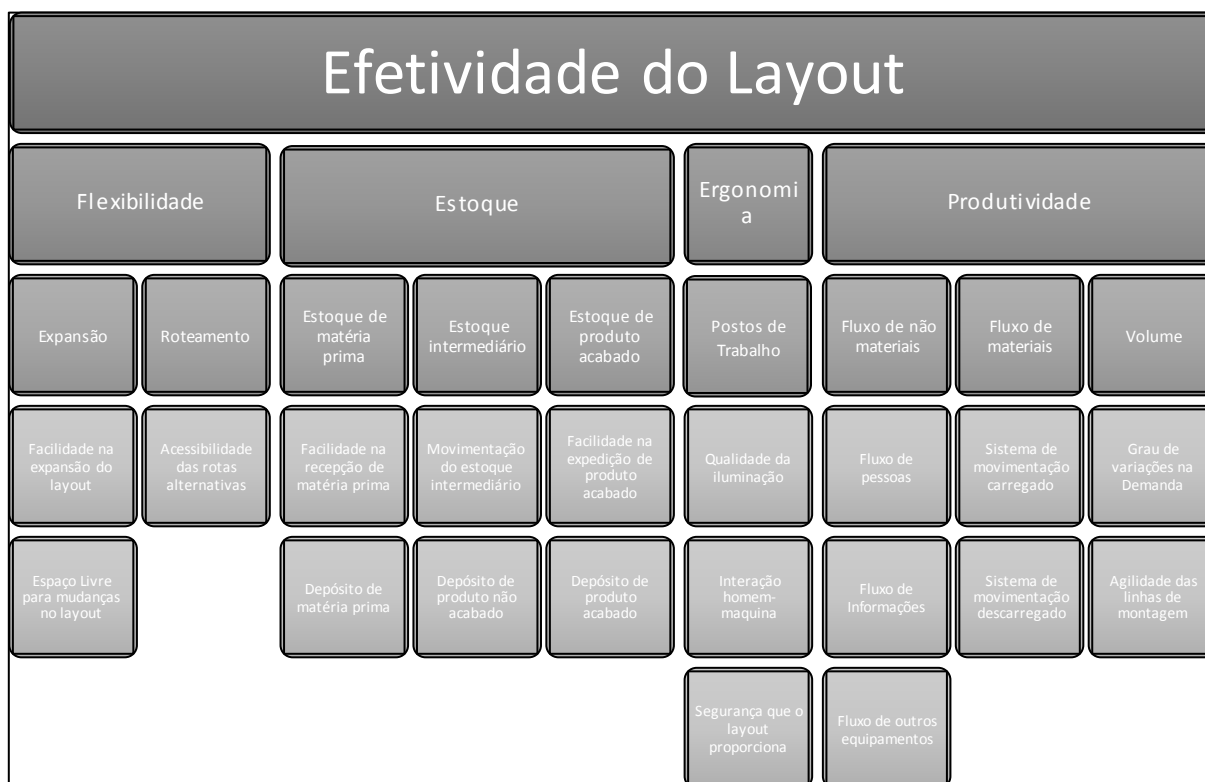 Efetividade do Layout
Flexibilidade
Estoque
Ergonomi
a
Produtividade
Expansão
Roteamento
Estoque de
matéria
prima
Estoque
intermediário
Estoque de
produto
acabado
Postos de
Trabalho
Fluxo de não
materiais
Fluxo de
materiais
Volume
Facilidade na
expansão do
layout
Acessibilidade
das rotas
alternativas
Facilidade na
recepção de
matéria prima
Movimentação
do estoque
intermediário
Facilidade na
expedição de
produto
acabado
Qualidade da
iluminação
Fluxo de
pessoas
Sistema de
movimentação
carregado
Grau de
variações na
Demanda
Espaço Livre
para mudanças
no layout
Depósito de
matéria prima
Depósito de
produto não
acabado
Depósito de
produto
acabado
Interação
homem-
maquina
Fluxo de
Informações
Sistema de
movimentação
descarregado
Agilidade das
linhas de
montagem
Segurança que o
layout
proporciona
Fluxo de outros
equipamentos